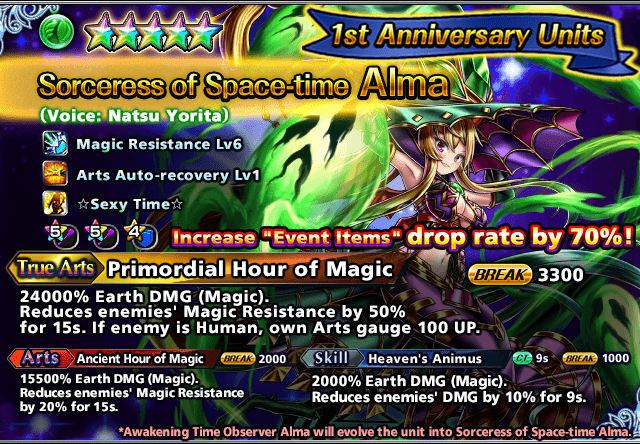 1st Anniversary Units
Sorceress of Space-time Alma
(Voice: Natsu Yorita)
Magic Resistance Lv6
Arts Auto-recovery Lv1
☆Sexy Time☆
5 5 4
Increase "Event Items" drop rate by 70%!
True Arts Primordial Hour of Magic BREAK 3300
24000% Earth DMG (Magic).
Reduces enemies' Magic Resistance by 50%
for 15s. If enemy is Human, own Arts gauge 100 UP.
Arts Ancient Hour of Magic BREAK 2000
15500% Earth DMG (Magic).
Reduces enemies' Magic Resistance
by 20% for 15s.
Skill Heaven's Animus CT 9s BREAK 1000
2000% Earth DMG (Magic).
Reduces enemies' DMG by 10% for 9s.
*Awakening Time Observer Alma will evolve the unit into Sorceress of Space-time Alma.